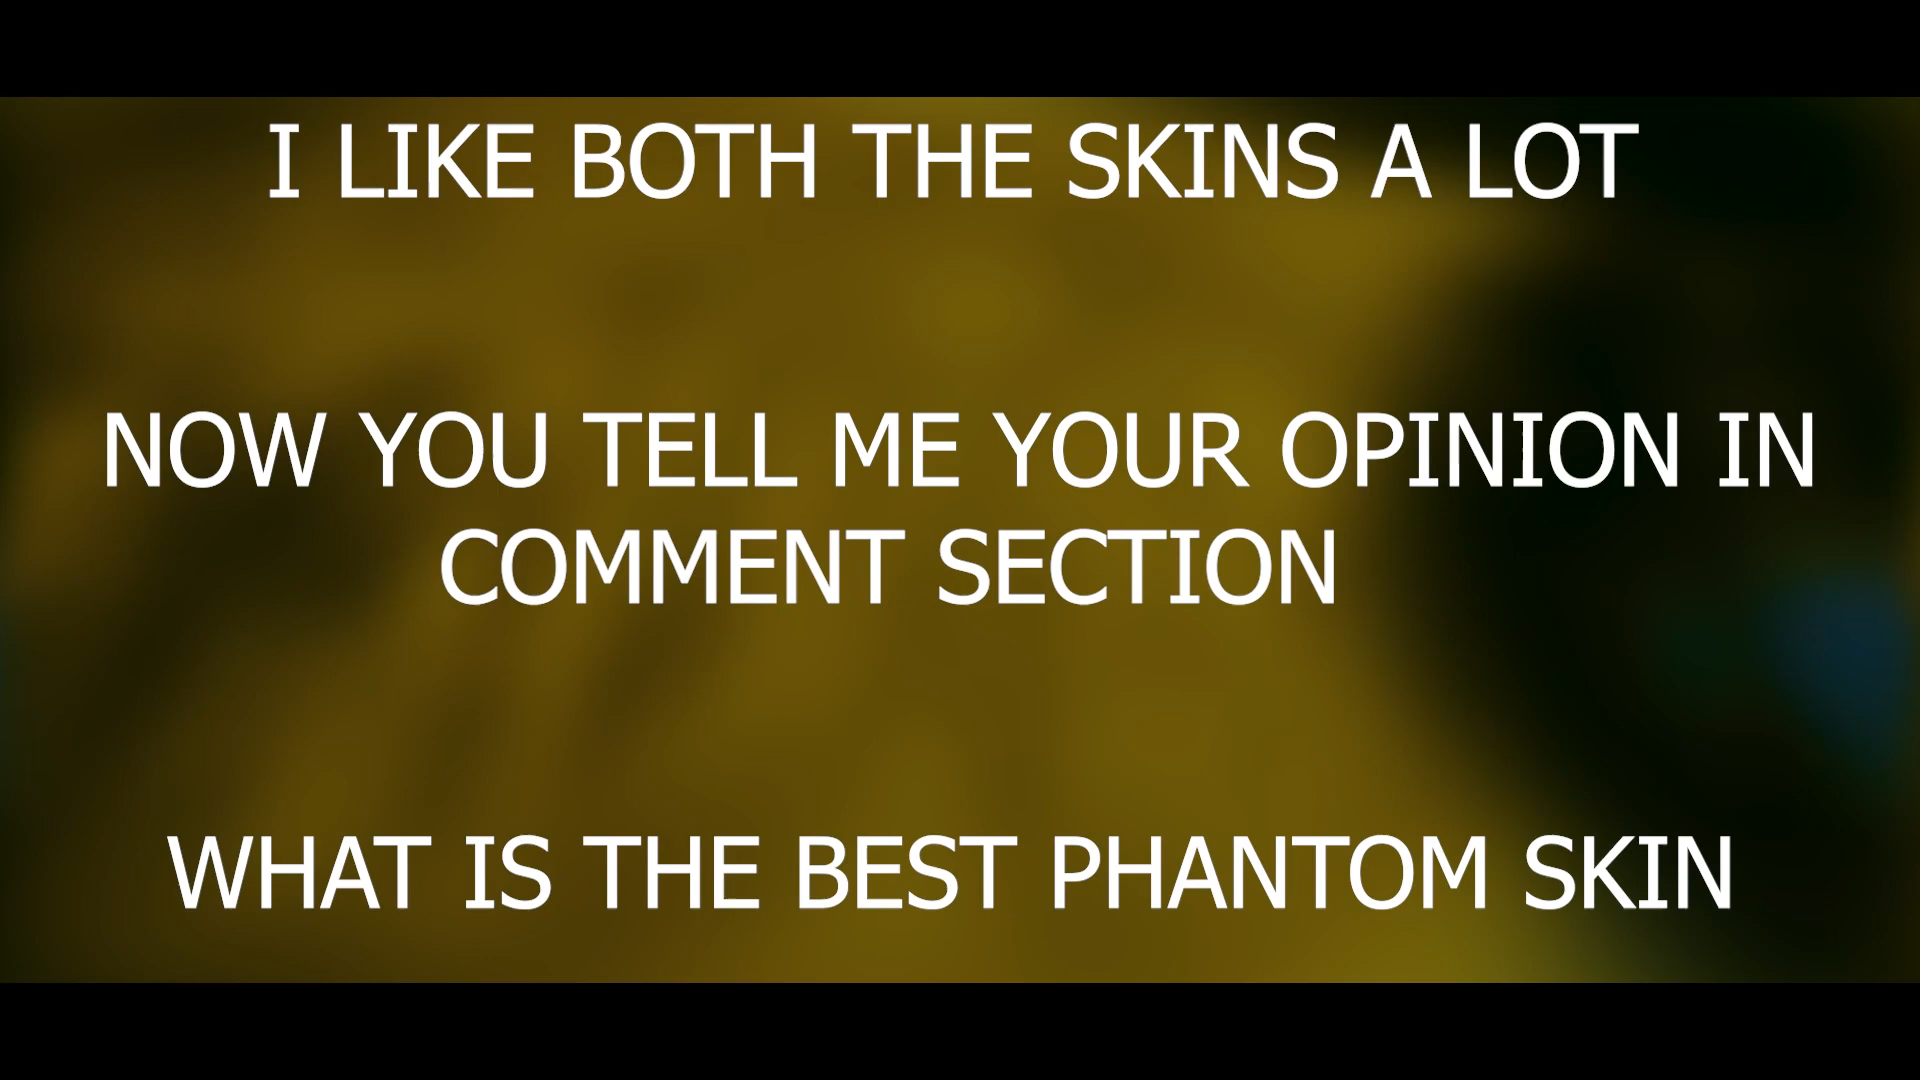 I LIKE BOTH THE SKINS A LOT
NOW YOU TELL ME YOUR OPINION IN
COMMENT SECTION
WHAT IS THE BEST PHANTOM SKIN